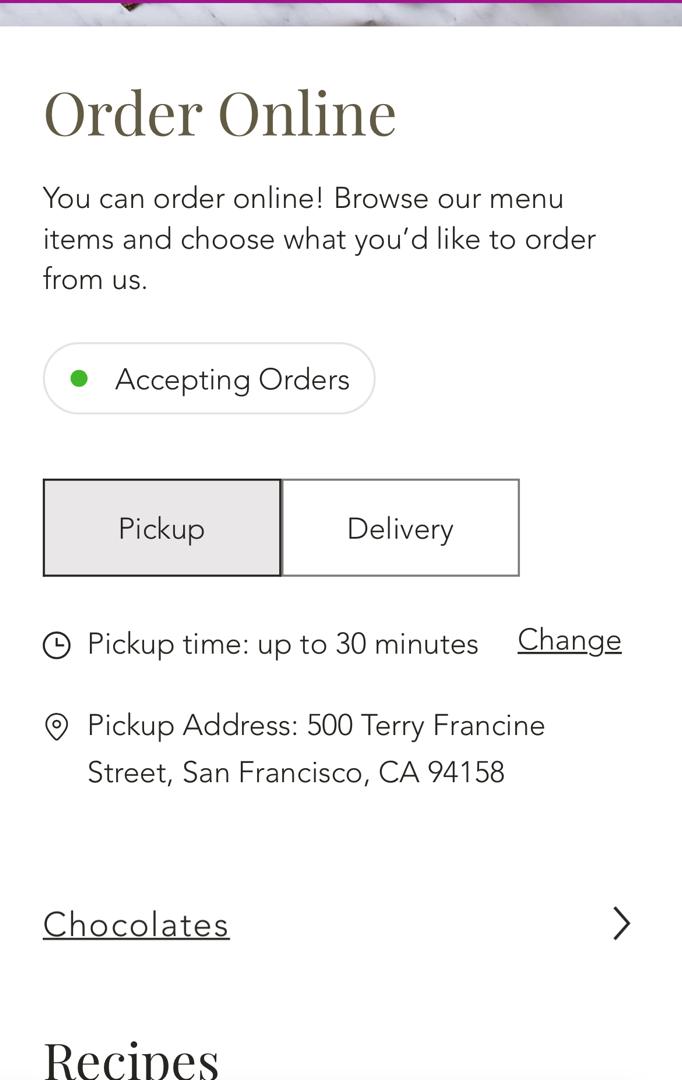 Order Online
You can order online! Browse our menu
items and choose what you’d like to order
from us.
Accepting Orders
Pickup
Delivery
Pickup time: up to 30 minutes
Change
Pickup Address: 500 Terry Francine
Street, San Francisco, CA 94158
Chocolates
Recipes